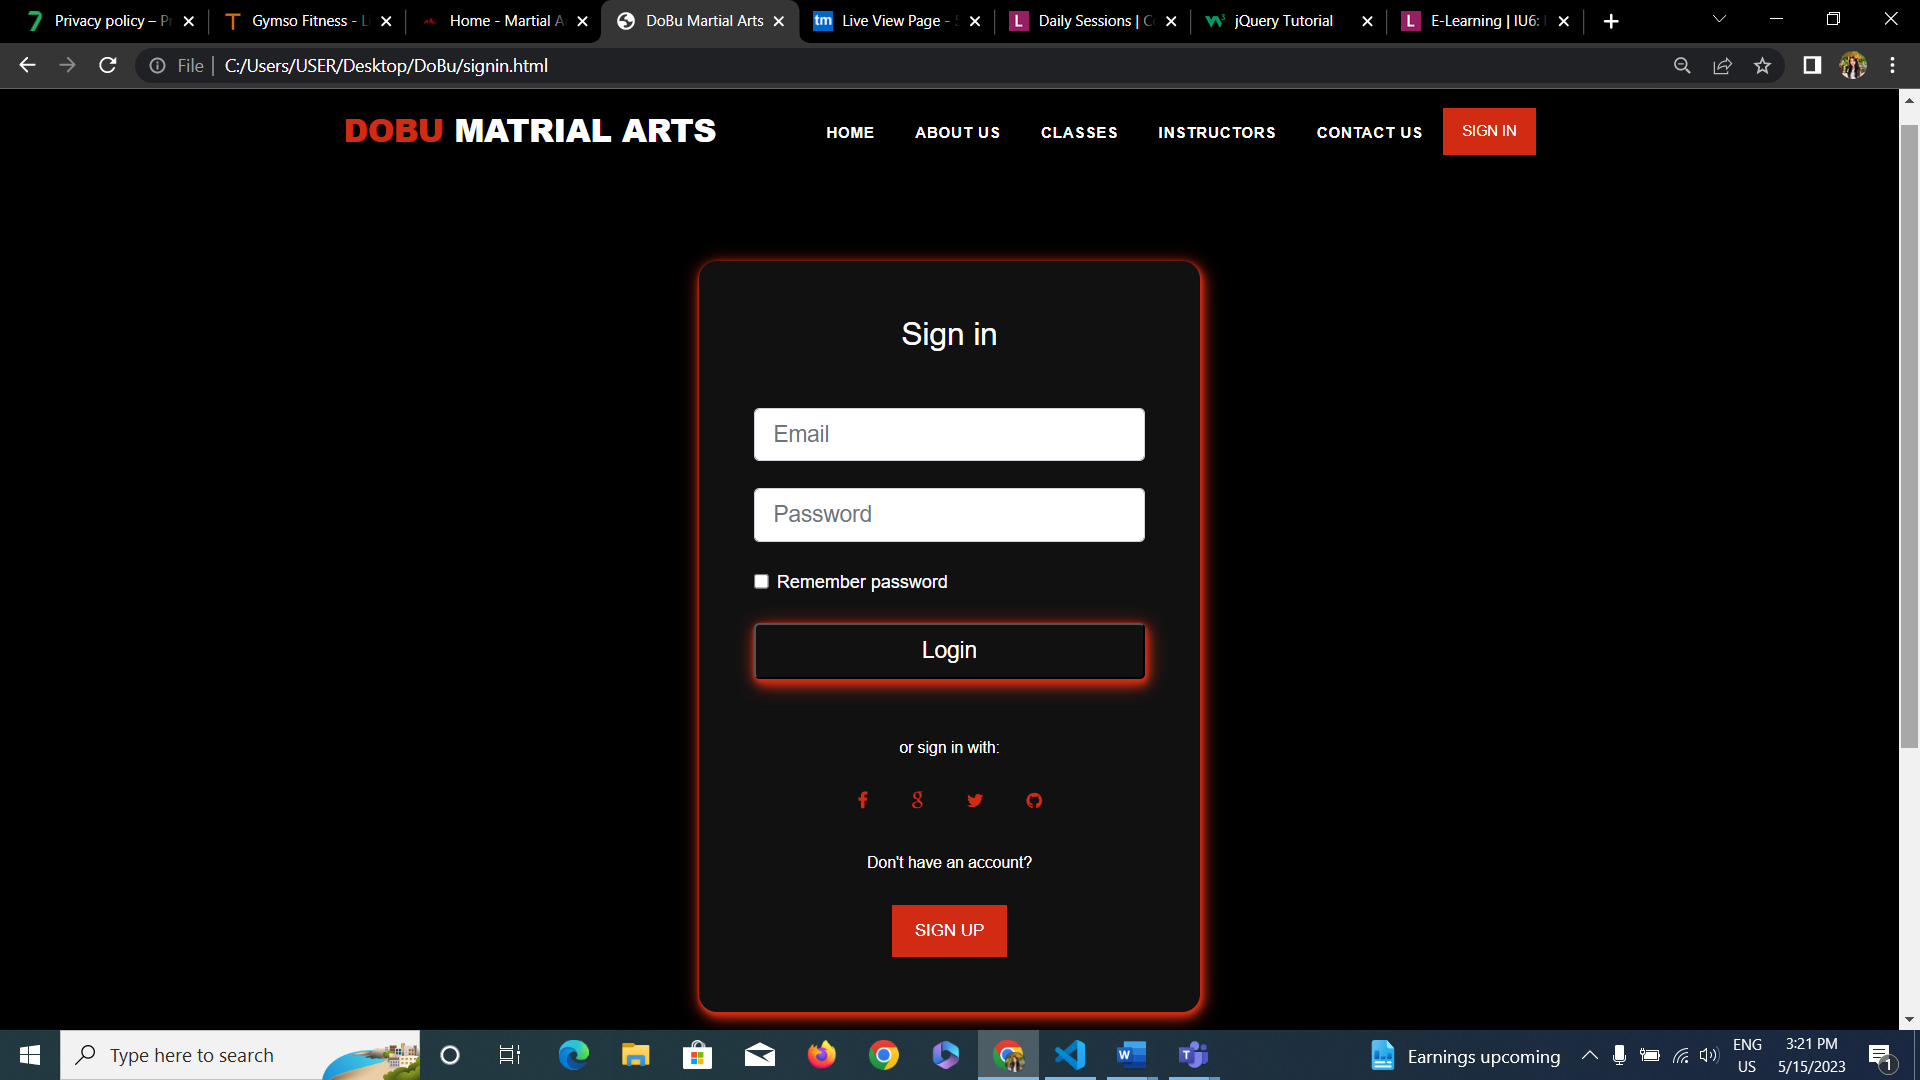 Privacy policy – Pr
Gymso Fitness - Li
Home - Martial A
DoBu Martial Arts
tm Live View Page - S
L Daily Sessions | Co
jQuery Tutorial
L E-Learning | IU6:
File | C:/Users/USER/Desktop/DoBu/signin.html
DOBU MATRIAL ARTS
HOME ABOUT US CLASSES INSTRUCTORS CONTACT US SIGN IN
Sign in
Email
Password
Remember password
Login
or sign in with:
Don't have an account?
SIGN UP
Type here to search
Earnings upcoming
ENG
US
3:21 PM
5/15/2023
1